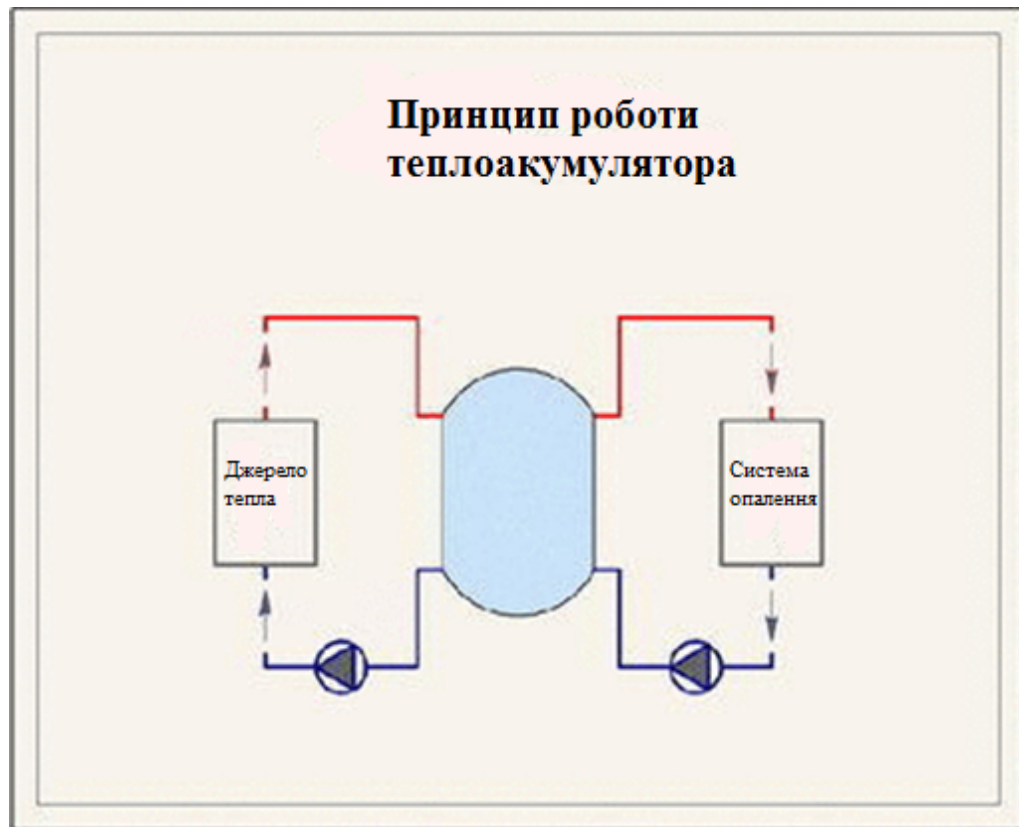 Принцип роботи
теплоакумулятора
Джерело
тепла
Система
опалення